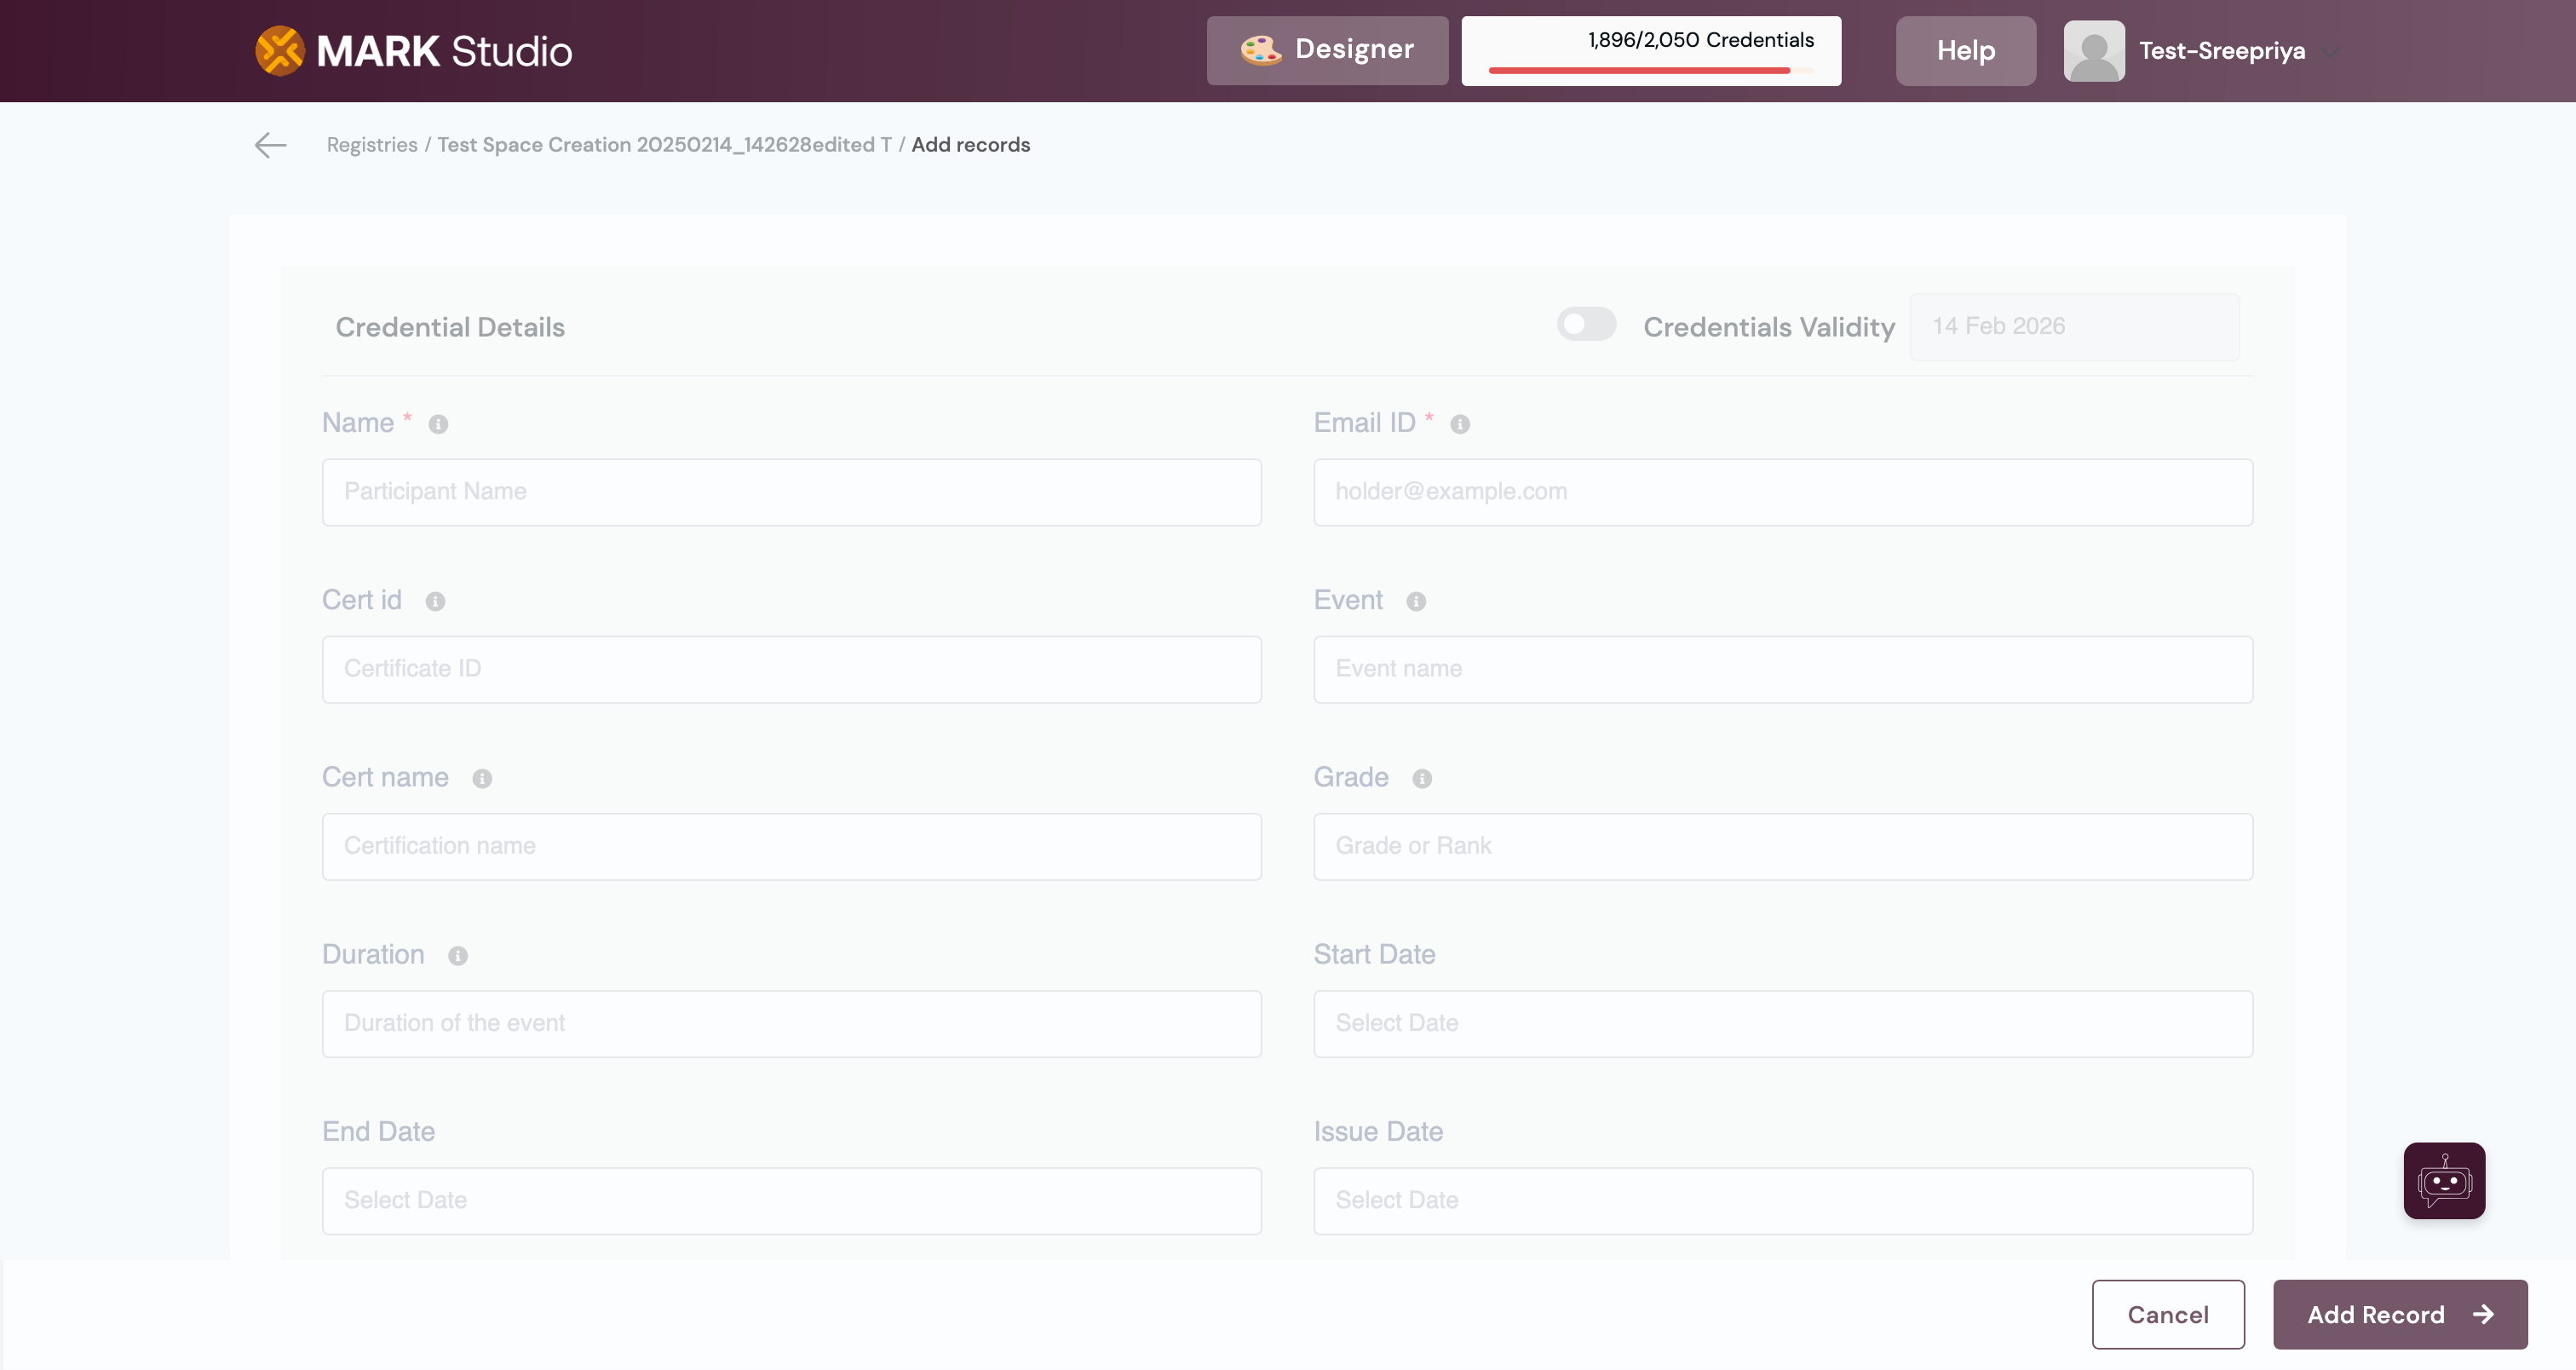 MARK Studio
Designer
1,896/2,050 Credentials
Help
Test-Sreepriya
Registries / Test Space Creation 20250214_142628edited T / Add records
Credential Details
Credentials Validity
14 Feb 2026
Name *
Email ID *
Participant Name
holder@example.com
Cert id
Event
Certificate ID
Event name
Cert name
Grade
Certification name
Grade or Rank
Duration
Start Date
Duration of the event
Select Date
End Date
Issue Date
Select Date
Select Date
Cancel
Add Record